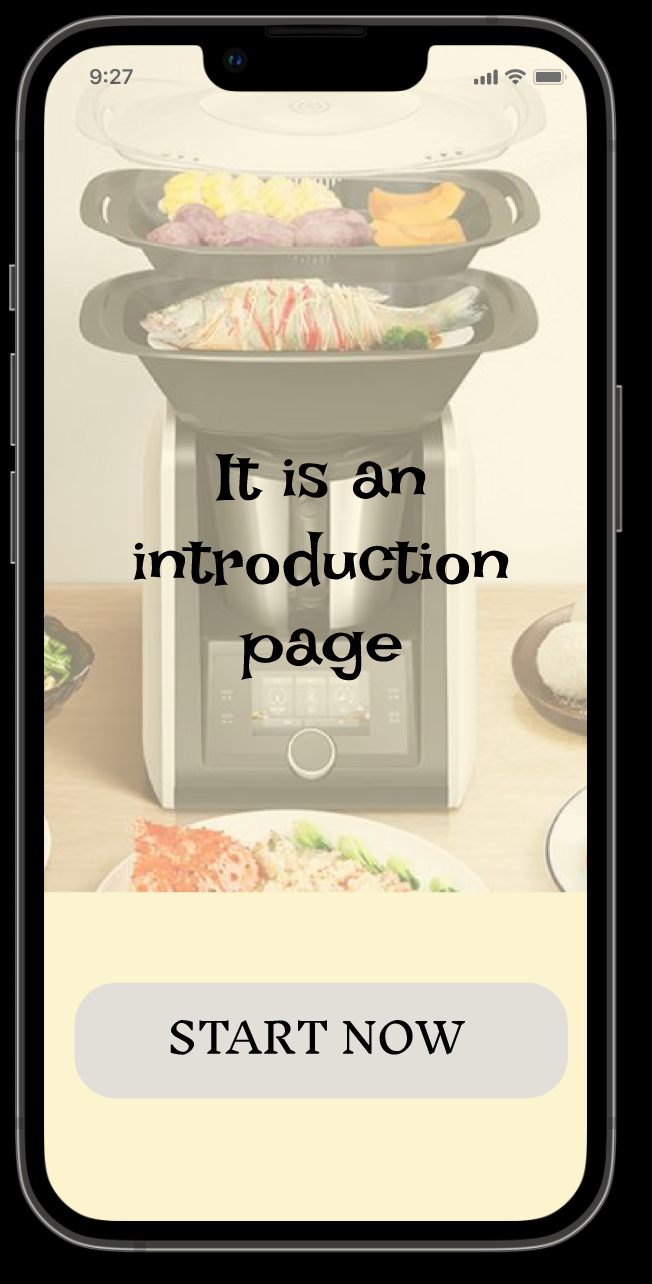 9:27
It is an
introduction
page
START NOW